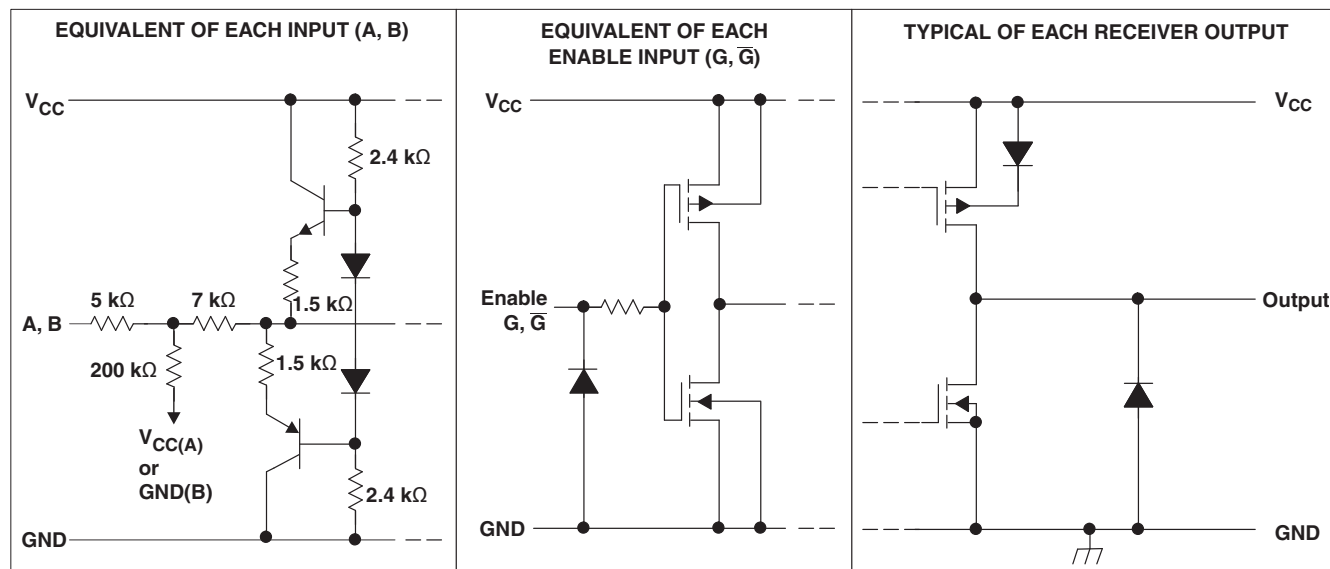 EQUIVALENT OF EACH INPUT (A, B)
VCC
2.4 kΩ
1.5 kΩ
5 kΩ
7 kΩ
A, B
200 kΩ
1.5 kΩ
VCC(A)
or
GND(B)
2.4 kΩ
GND
EQUIVALENT OF EACH
ENABLE INPUT (G, G̅)
VCC
Enable
G, G̅
GND
TYPICAL OF EACH RECEIVER OUTPUT
VCC
Output
GND